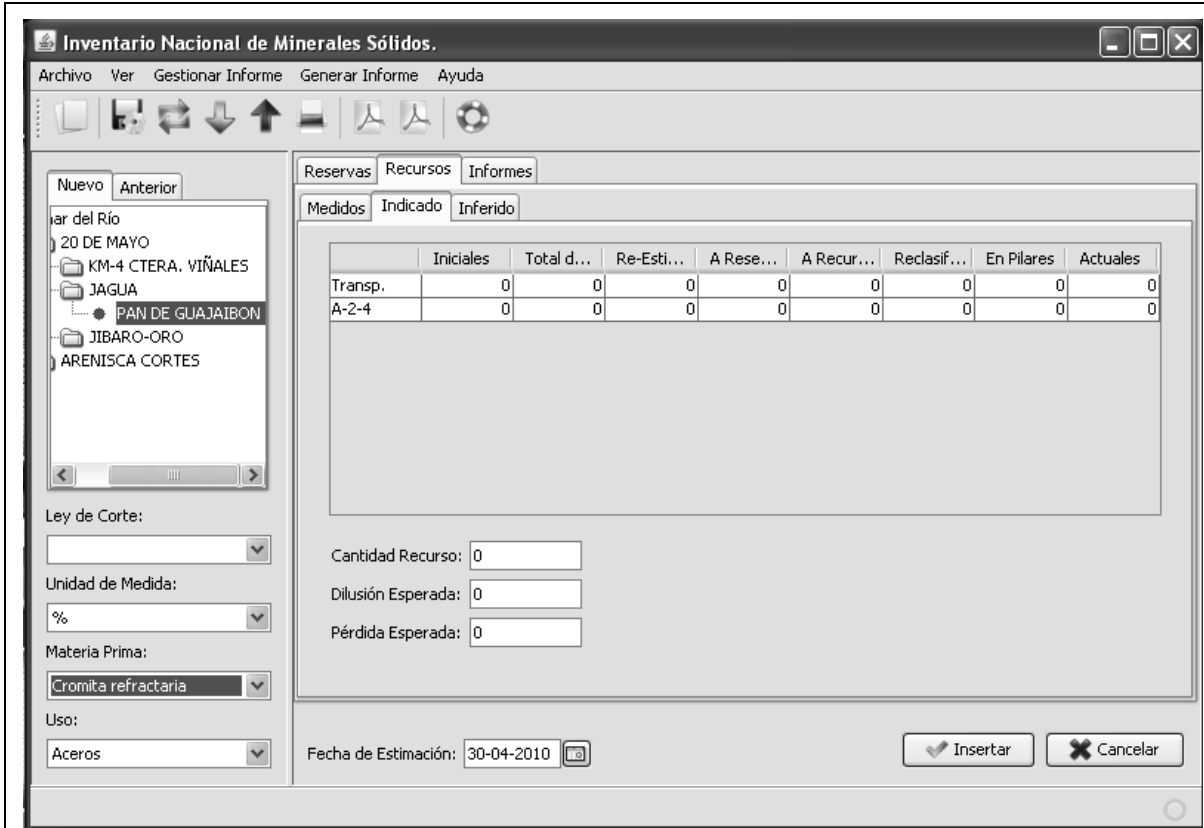 Inventario Nacional de Minerales Sólidos.
Archivo Ver Gestionar Informe Generar Informe Ayuda
Nuevo Anterior
ar del Río
20 DE MAYO
KM-4 CTERA. VIÑALES
JAGUA
PAN DE GUAJAIBON
JIBARO-ORO
ARENISCA CORTES
Ley de Corte:
Unidad de Medida:
%
Materia Prima:
Cromita refractaria
Uso:
Aceros
Reservas Recursos Informes
Medidos Indicado Inferido
Iniciales Total d... Re-Esti... A Rese... A Recur... Reclasif... En Pilares Actuales
Transp. 0 0 0 0 0 0 0 0
A-2-4 0 0 0 0 0 0 0 0
Cantidad Recurso: 0
Dilusión Esperada: 0
Pérdida Esperada: 0
Fecha de Estimación: 30-04-2010
Insertar Cancelar